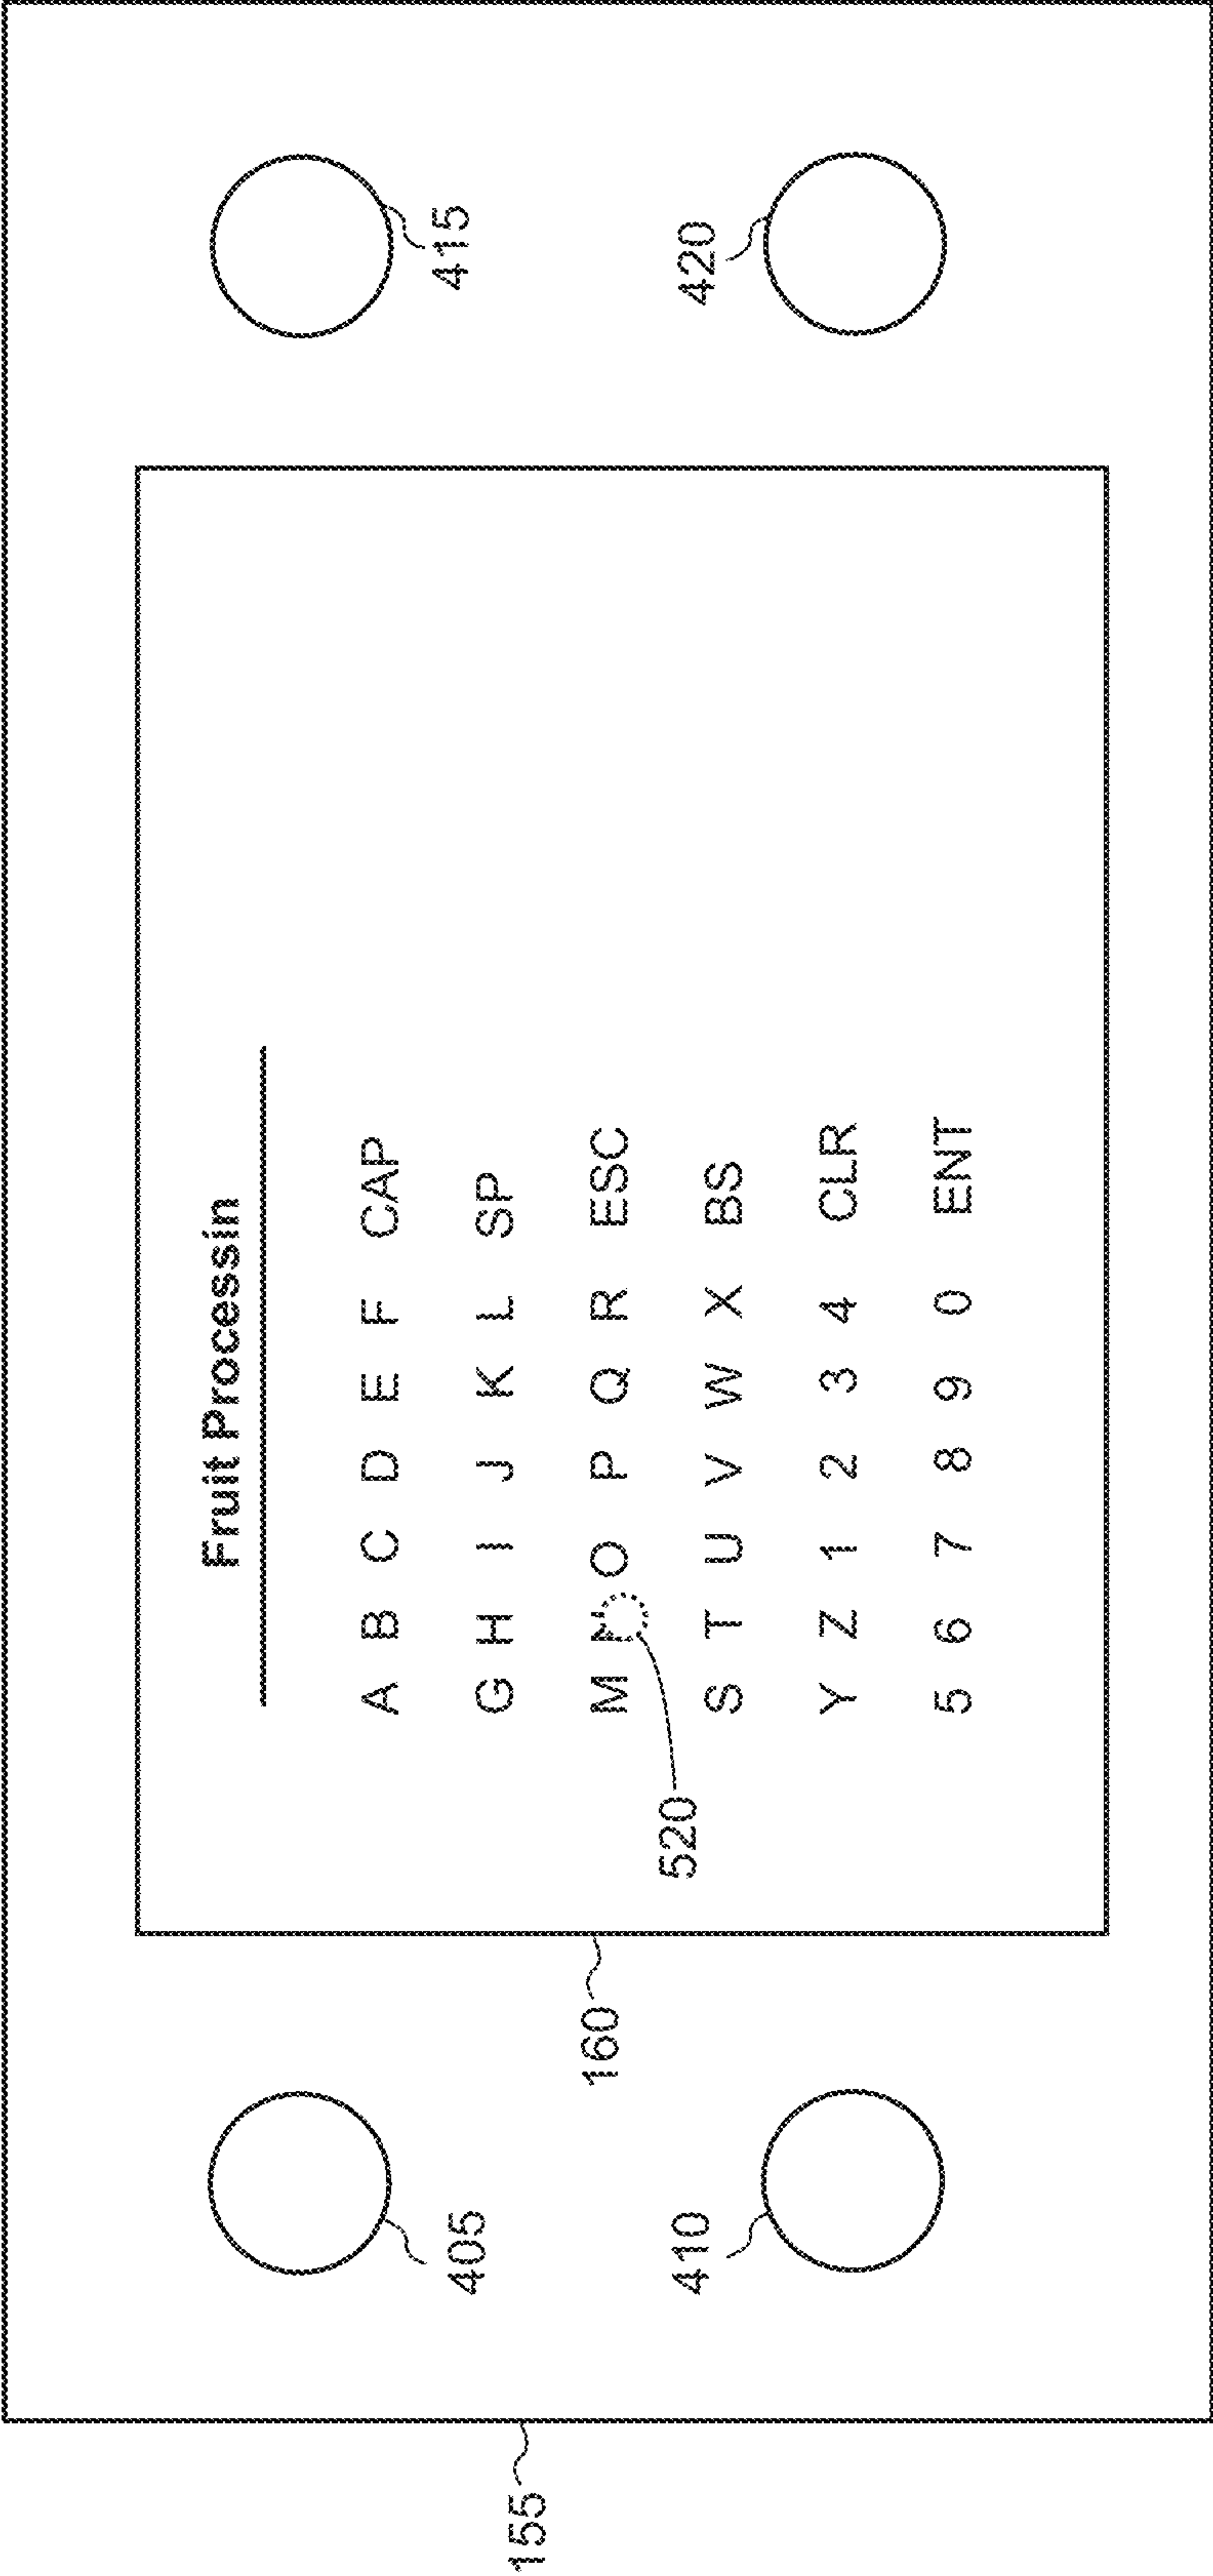 Fruit Processin
A B C D E F CAP
G H I J K L SP
M N O P Q R ESC
S T U V W X BS
Y Z 1 2 3 4 CLR
5 6 7 8 9 0 ENT
405
410
415
420
520
160
155